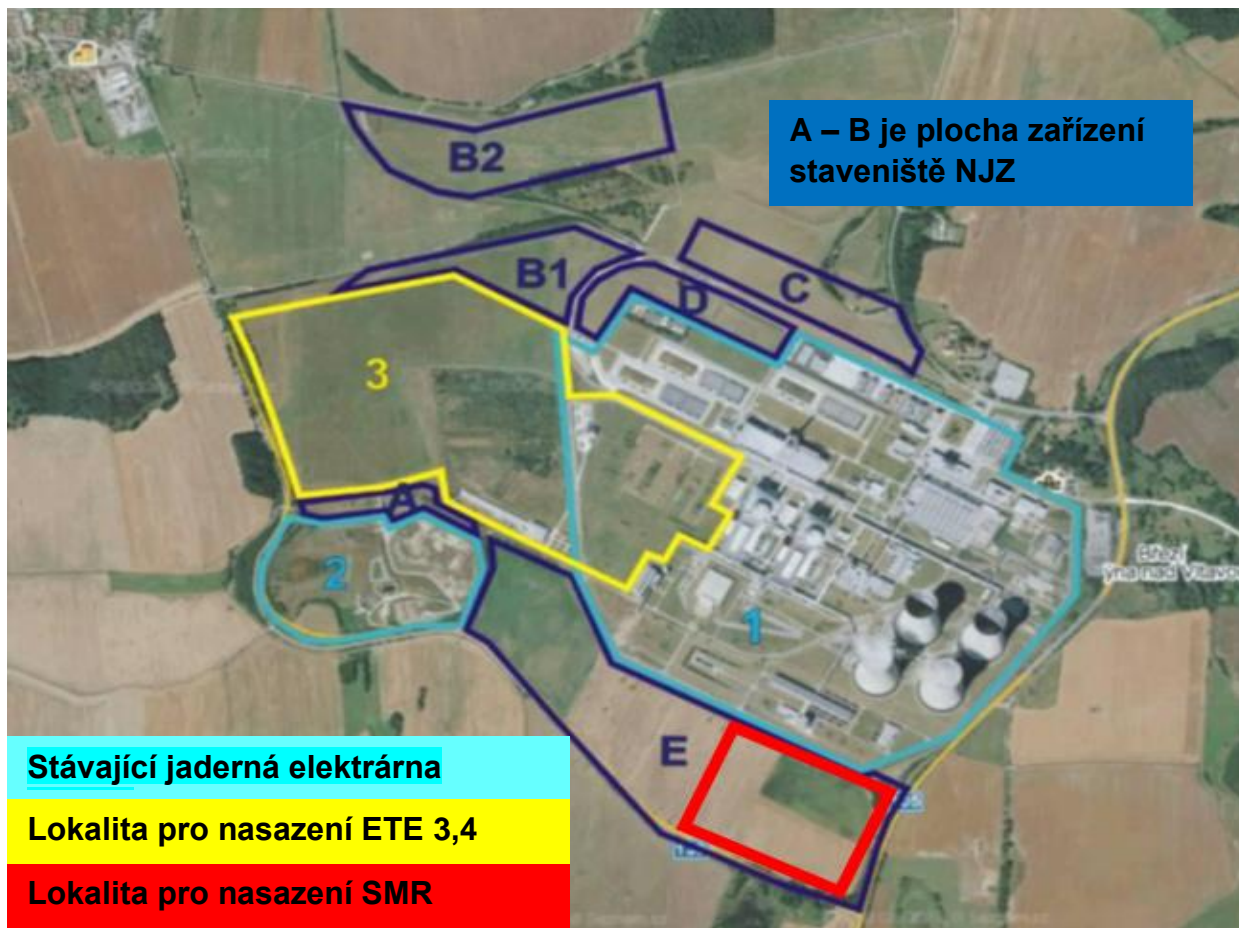 B2
A – B je plocha zařízení
staveniště NJZ
B1
C
D
3
A
2
1
Březí
E
Stávající jaderná elektrárna
Lokalita pro nasazení ETE 3,4
Lokalita pro nasazení SMR